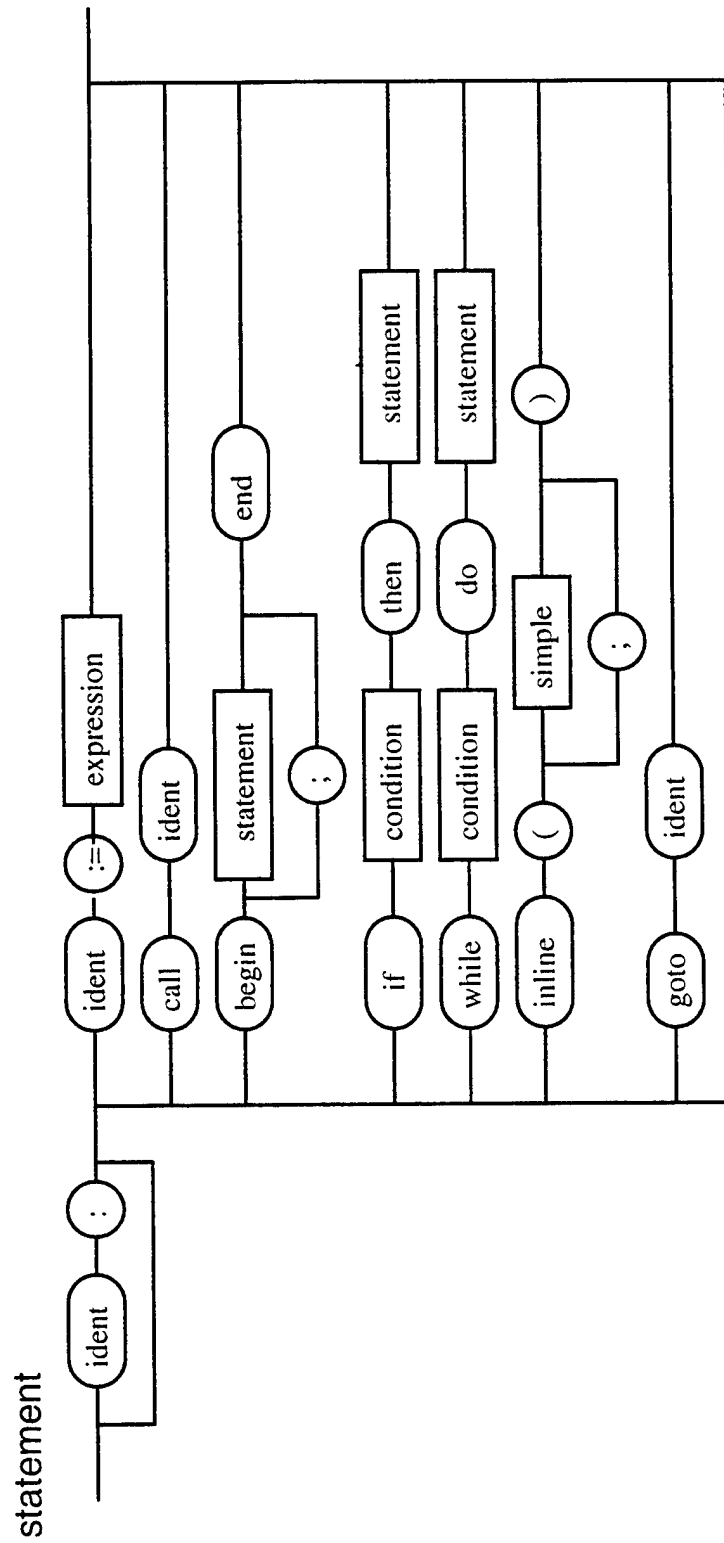 statement
ident : ident := expression
call ident
begin statement end
;
if condition then statement
while condition do statement
inline ( simple )
;
goto ident